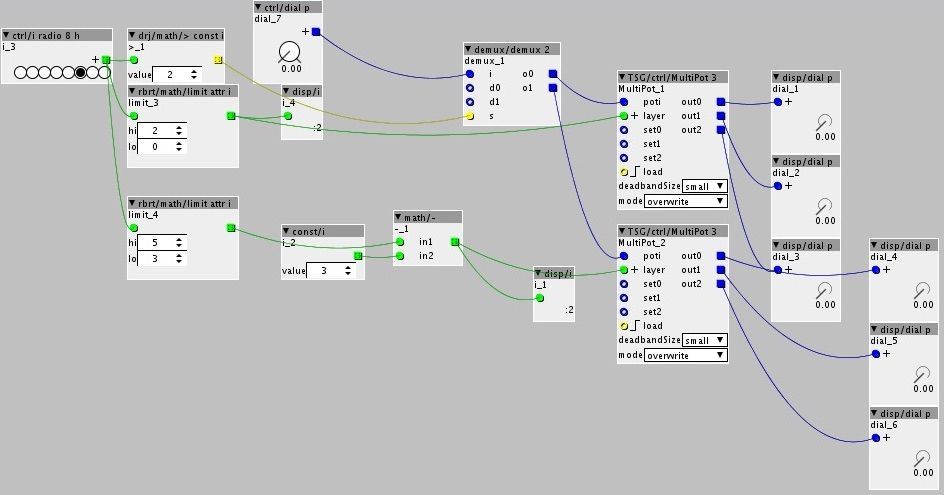 ctrl/dial p
dial_7
+
0.00
ctrl/i radio 8 h
i_3
+
drj/math/> const i
>_1
value 2
rbrt/math/limit attr i
limit_3
hi 2
lo 0
disp/i
i_4
:2
demux/demux 2
demux_1
i o0
d0 o1
d1
s
TSG/ctrl/MultiPot 3
MultiPot_1
poti out0
+ layer out1
set0 out2
set1
set2
load
deadbandSize small
mode overwrite
disp/dial p
dial_1
+
0.00
disp/dial p
dial_2
+
0.00
rbrt/math/limit attr i
limit_4
hi 5
lo 3
const/i
i_2
value 3
math/-
-_1
in1
in2
disp/i
i_1
:2
TSG/ctrl/MultiPot 3
MultiPot_2
poti out0
+ layer out1
set0 out2
set1
set2
load
deadbandSize small
mode overwrite
disp/dial p
dial_3
+
0.00
disp/dial p
dial_4
+
0.00
disp/dial p
dial_5
+
0.00
disp/dial p
dial_6
+
0.00